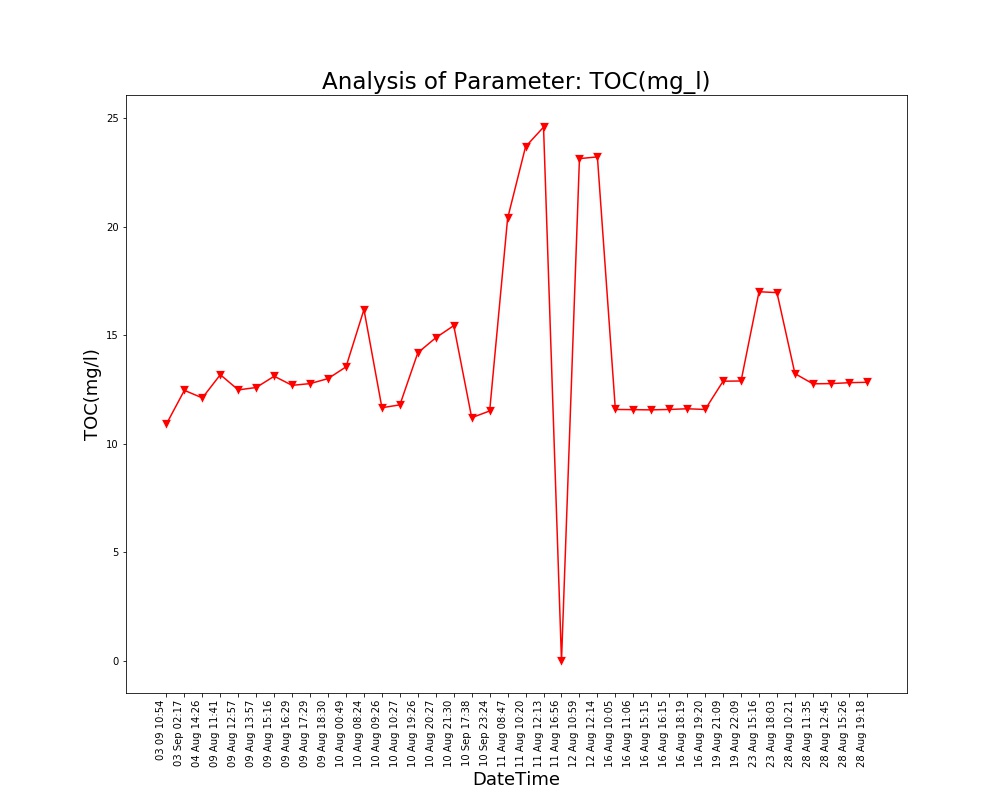 Analysis of Parameter: TOC(mg_l)
25
20
15
10
5
0
TOC(mg/l)
03 09 10:54
03 Sep 02:17
04 Aug 14:26
09 Aug 11:41
09 Aug 12:57
09 Aug 13:57
09 Aug 15:16
09 Aug 16:29
09 Aug 17:29
09 Aug 18:30
10 Aug 00:49
10 Aug 08:24
10 Aug 09:26
10 Aug 10:27
10 Aug 19:26
10 Aug 20:27
10 Aug 21:30
10 Sep 17:38
10 Sep 23:24
11 Aug 08:47
11 Aug 10:20
11 Aug 12:13
11 Aug 16:56
12 Aug 10:59
12 Aug 12:14
16 Aug 10:05
16 Aug 11:06
16 Aug 15:15
16 Aug 16:15
16 Aug 18:19
16 Aug 19:20
19 Aug 21:09
19 Aug 22:09
23 Aug 15:16
23 Aug 18:03
28 Aug 10:21
28 Aug 11:35
28 Aug 12:45
28 Aug 15:26
28 Aug 19:18
DateTime